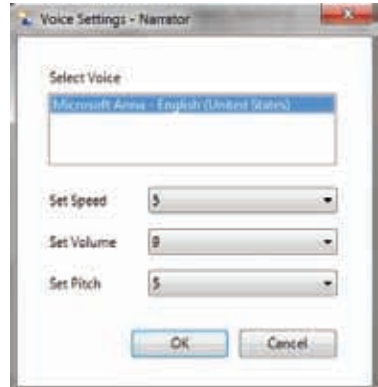 Voice Settings - Narrator
Select Voice
Microsoft Anna - English (United States)
Set Speed 5
Set Volume 9
Set Pitch 5
OK Cancel